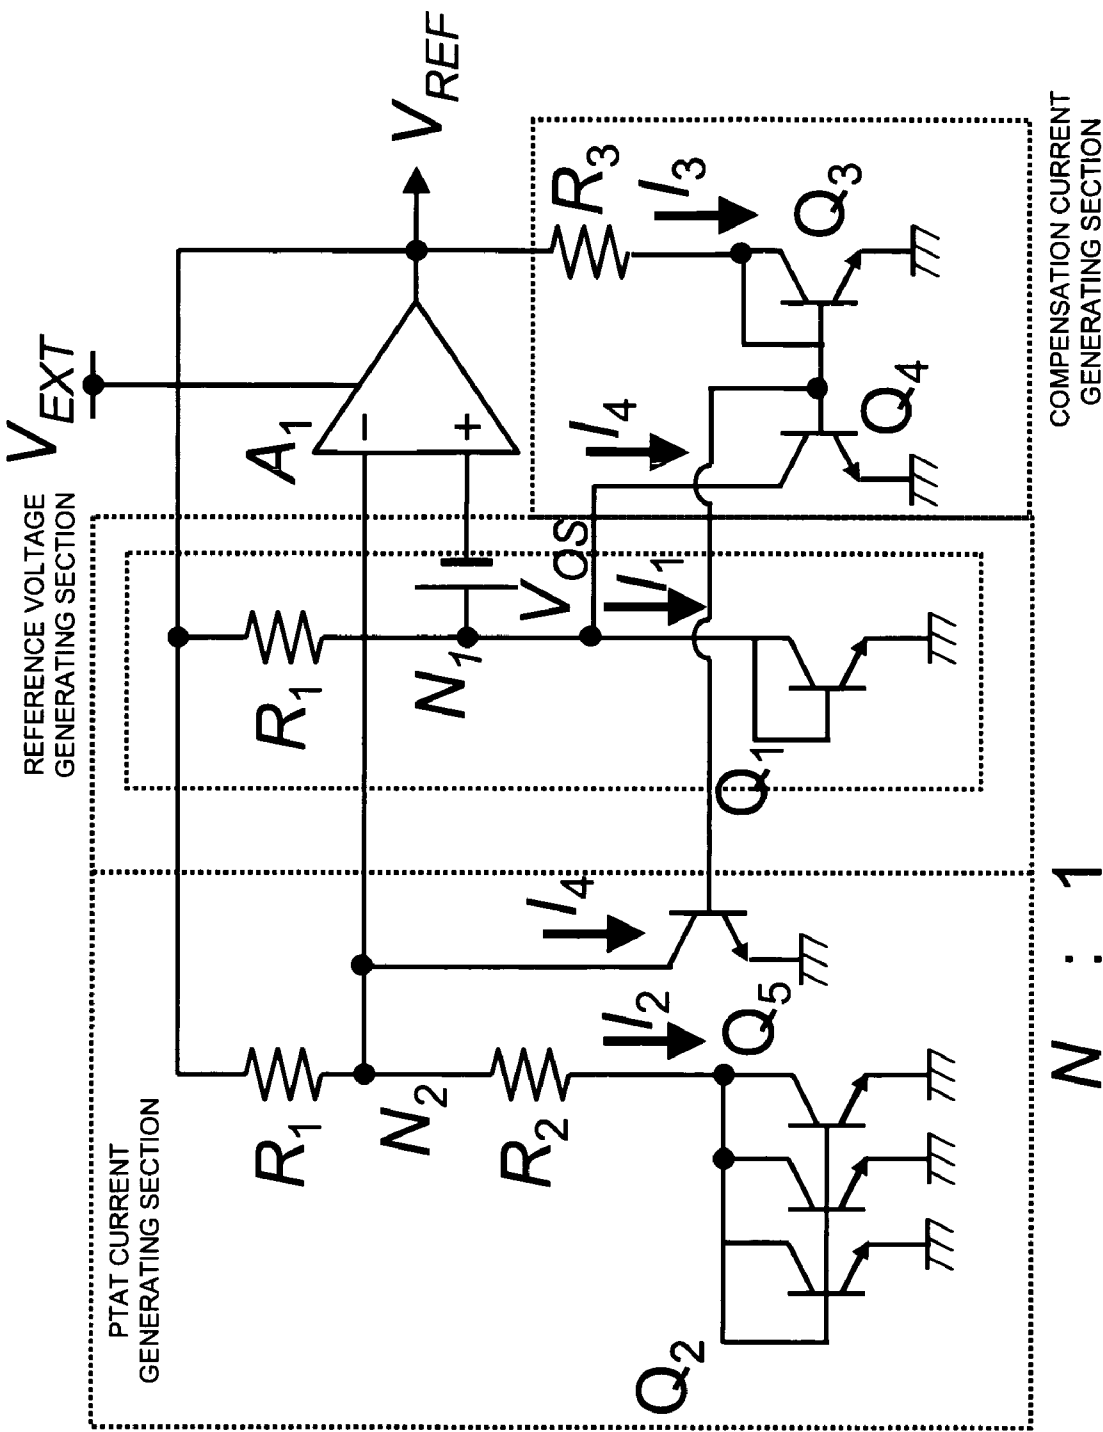 V_EXT
V_REF
REFERENCE VOLTAGE
GENERATING SECTION
A_1
−
+
R_1
N_1
V_OS
I_1
Q_1
PTAT CURRENT
GENERATING SECTION
R_1
N_2
R_2
I_2
I_4
Q_5
Q_2
R_3
I_3
Q_3
I_4
Q_4
COMPENSATION CURRENT
GENERATING SECTION
N : 1